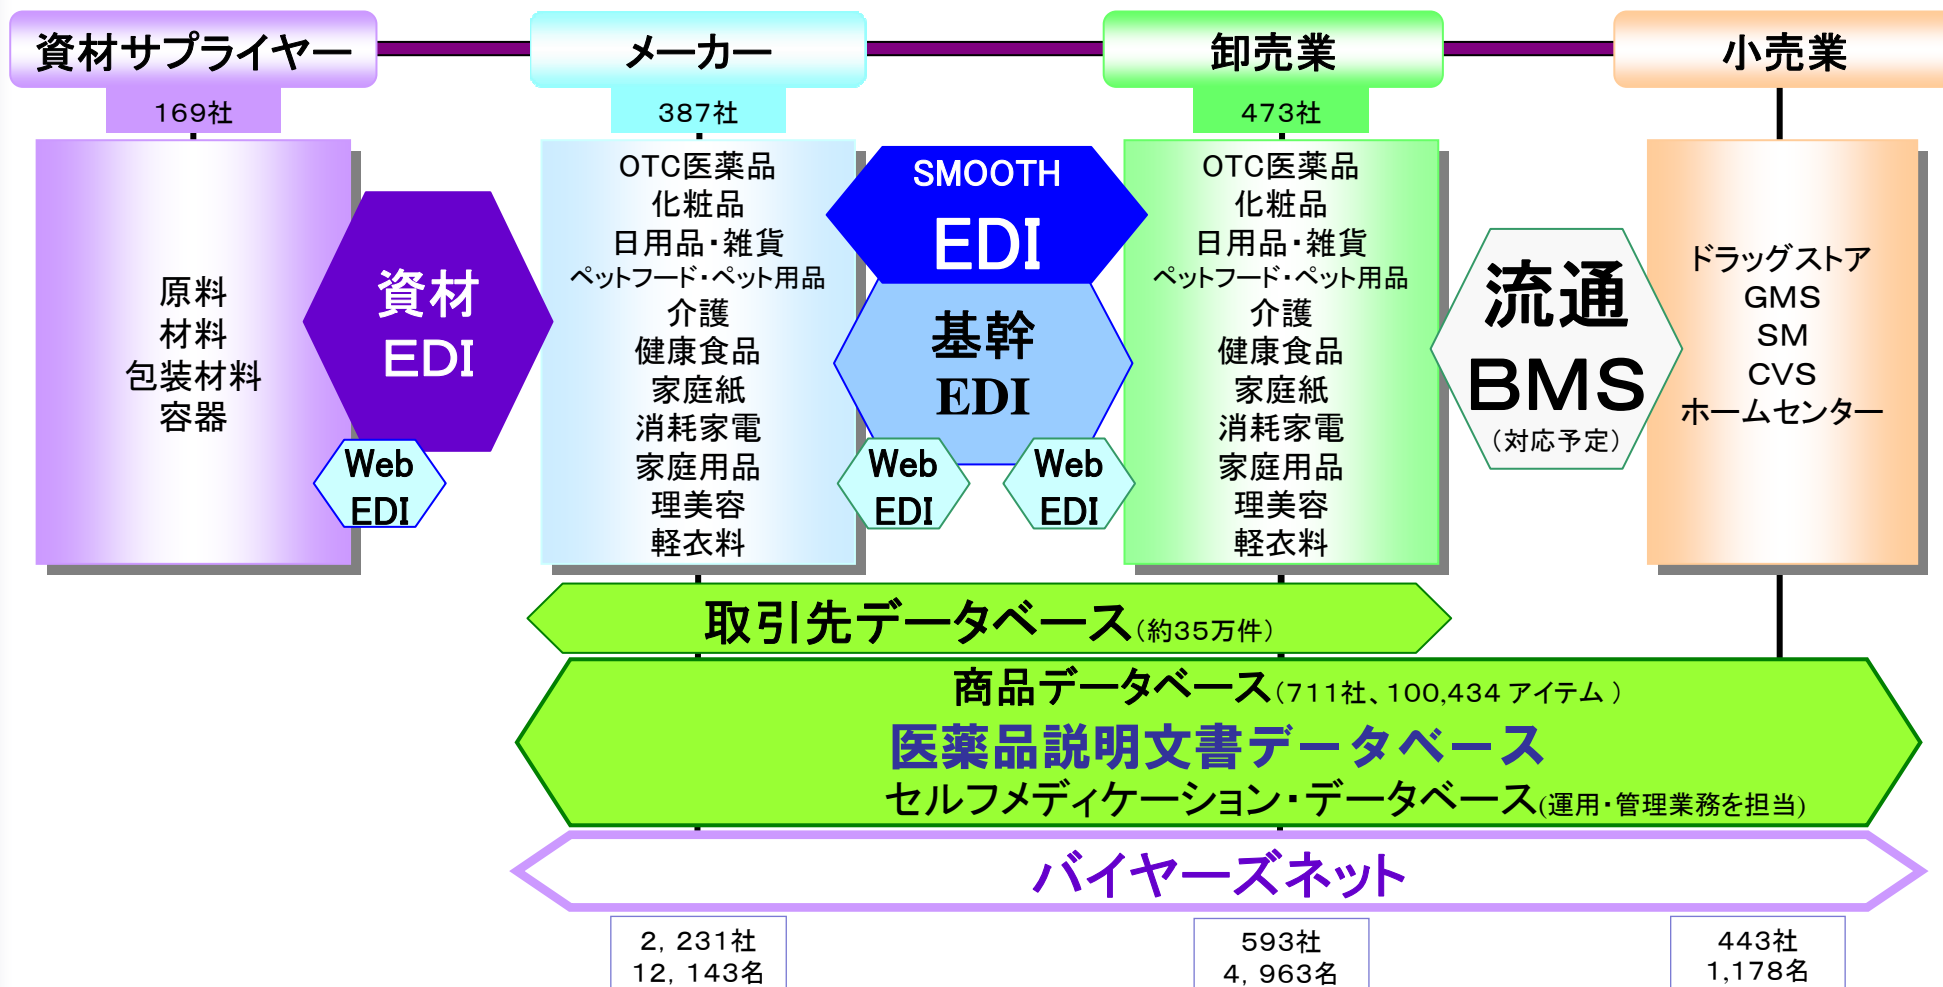 資材サプライヤー
メーカー
卸売業
小売業
169社
387社
473社
原料
材料
包装材料
容器
資材
EDI
Web
EDI
OTC医薬品
化粧品
日用品・雑貨
ペットフード・ペット用品
介護
健康食品
家庭紙
消耗家電
家庭用品
理美容
軽衣料
SMOOTH
EDI
基幹
EDI
Web
EDI
Web
EDI
OTC医薬品
化粧品
日用品・雑貨
ペットフード・ペット用品
介護
健康食品
家庭紙
消耗家電
家庭用品
理美容
軽衣料
流通
BMS
(対応予定)
ドラッグストア
GMS
SM
CVS
ホームセンター
取引先データベース(約35万件)
商品データベース(711社、100,434 アイテム )
医薬品説明文書データベース
セルフメディケーション・データベース(運用・管理業務を担当)
バイヤーズネット
2, 231社
12, 143名
593社
4, 963名
443社
1,178名